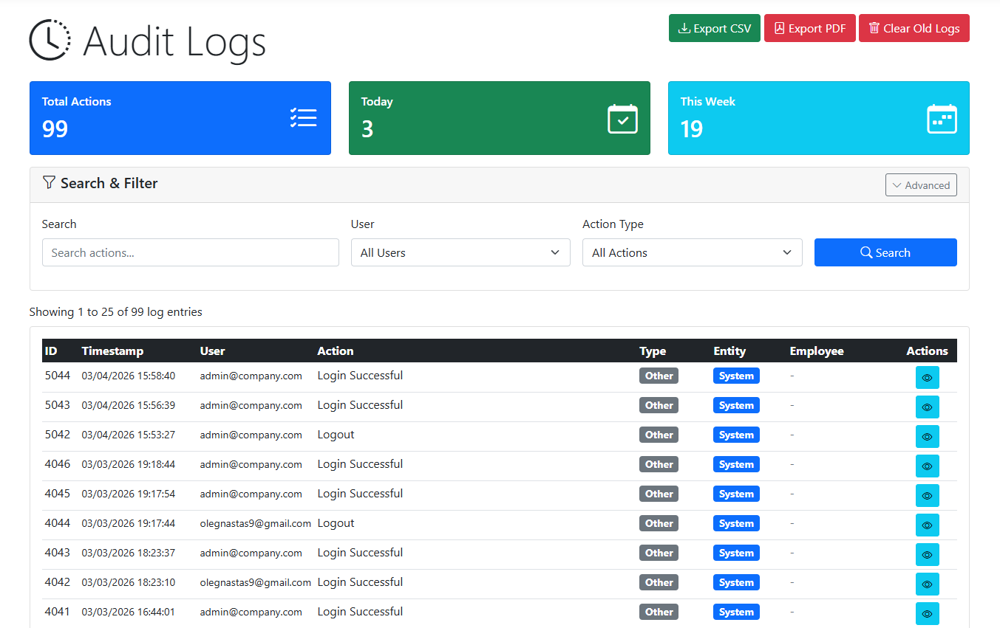 Audit Logs
Export CSV Export PDF Clear Old Logs
Total Actions
99
Today
3
This Week
19
Search & Filter
Advanced
Search
Search actions...
User
All Users
Action Type
All Actions
Search
Showing 1 to 25 of 99 log entries
ID Timestamp User Action Type Entity Employee Actions
5044 03/04/2026 15:58:40 admin@company.com Login Successful Other System -
5043 03/04/2026 15:56:39 admin@company.com Login Successful Other System -
5042 03/04/2026 15:53:27 admin@company.com Logout Other System -
4046 03/03/2026 19:18:44 admin@company.com Login Successful Other System -
4045 03/03/2026 19:17:54 admin@company.com Login Successful Other System -
4044 03/03/2026 19:17:44 olegnastas9@gmail.com Logout Other System -
4043 03/03/2026 18:23:37 admin@company.com Login Successful Other System -
4042 03/03/2026 18:23:10 olegnastas9@gmail.com Login Successful Other System -
4041 03/03/2026 16:44:01 admin@company.com Login Successful Other System -